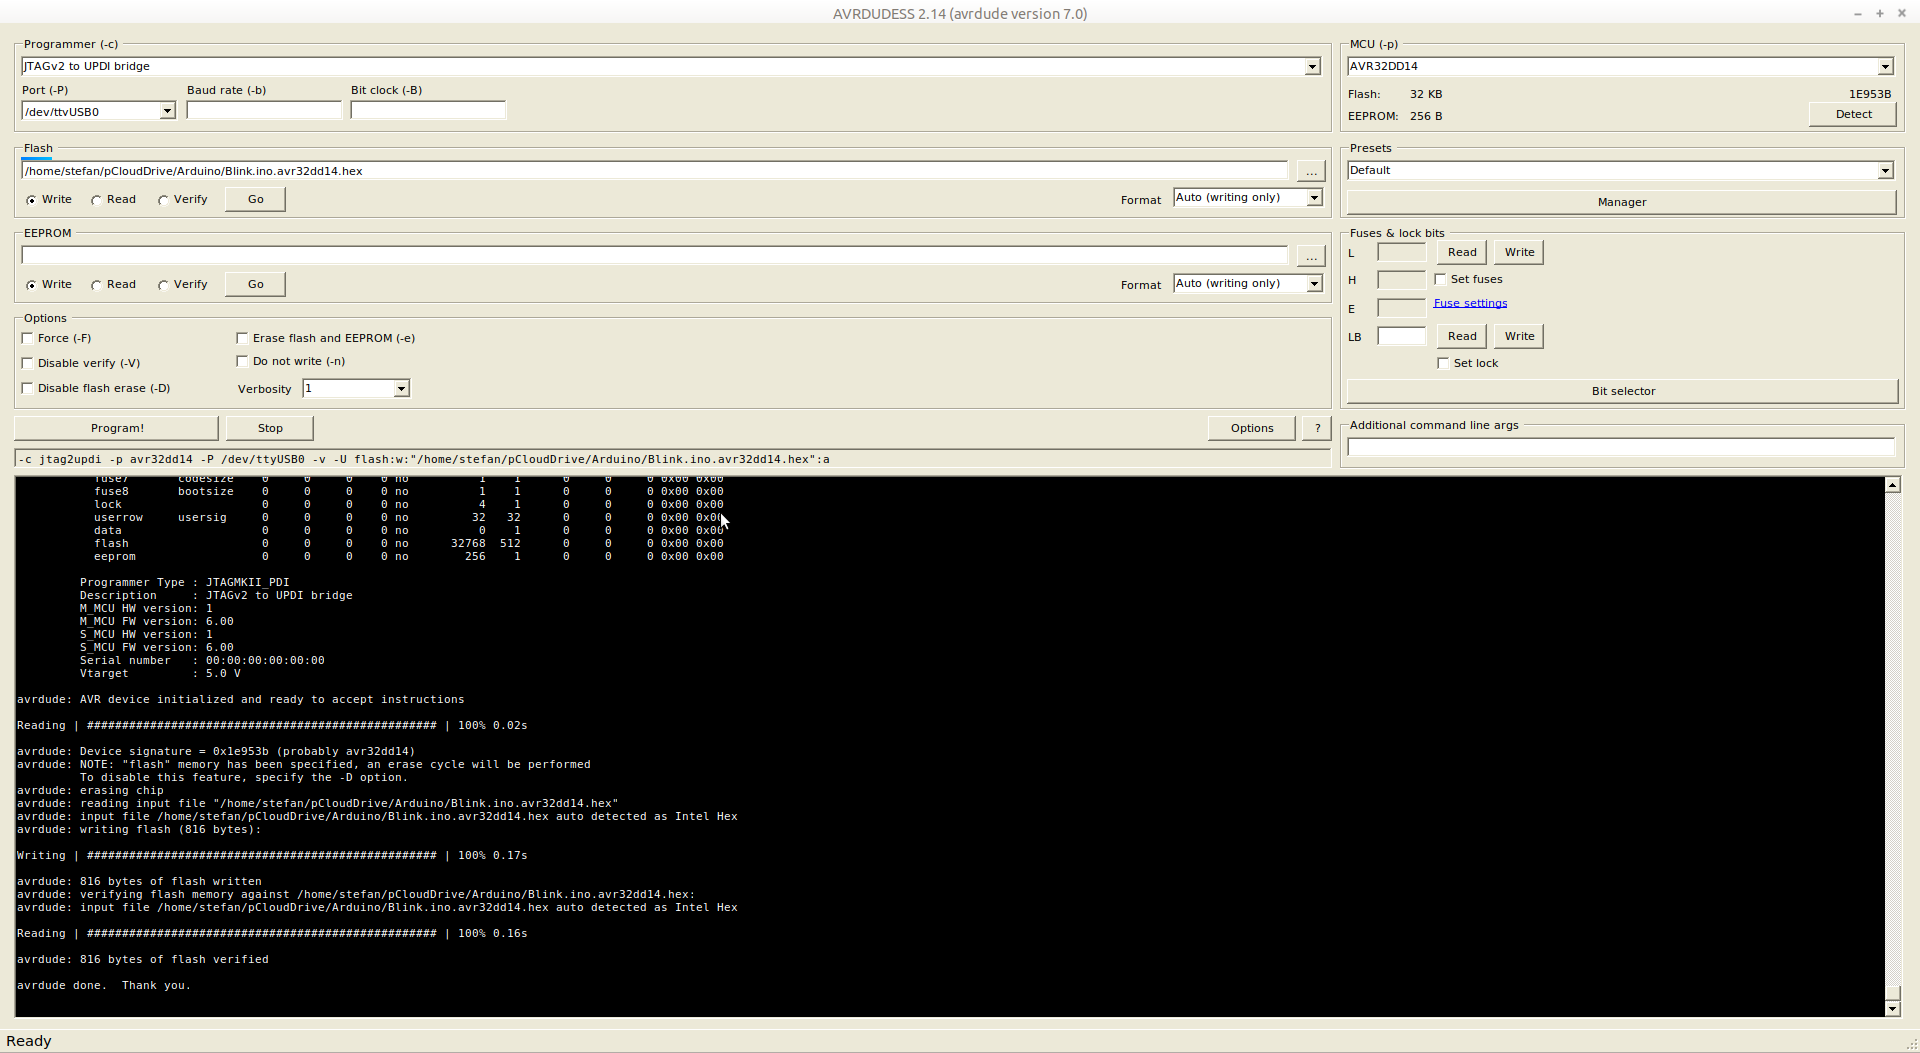 AVRDUDESS 2.14 (avrdude version 7.0)
Programmer (-c)
JTAGv2 to UPDI bridge
Port (-P) Baud rate (-b) Bit clock (-B)
/dev/ttyUSB0
MCU (-p)
AVR32DD14
Flash: 32 KB 1E953B
EEPROM: 256 B Detect
Flash
/home/stefan/pCloudDrive/Arduino/Blink.ino.avr32dd14.hex ...
Write Read Verify Go Format Auto (writing only)
Presets
Default
Manager
EEPROM
...
Write Read Verify Go Format Auto (writing only)
Fuses & lock bits
L Read Write
H Set fuses
E Fuse settings
LB Read Write
Set lock
Bit selector
Options
Force (-F) Erase flash and EEPROM (-e)
Disable verify (-V) Do not write (-n)
Disable flash erase (-D) Verbosity 1
Program! Stop Options ?
Additional command line args
-c jtag2updi -p avr32dd14 -P /dev/ttyUSB0 -v -U flash:w:"/home/stefan/pCloudDrive/Arduino/Blink.ino.avr32dd14.hex":a
fuse7 codesize 0 0 0 0 no 1 1 0 0 0 0x00 0x00
fuse8 bootsize 0 0 0 0 no 1 1 0 0 0 0x00 0x00
lock 0 0 0 0 no 4 1 0 0 0 0x00 0x00
userrow usersig 0 0 0 0 no 32 32 0 0 0 0x00 0x00
data 0 0 0 0 no 0 1 0 0 0 0x00 0x00
flash 0 0 0 0 no 32768 512 0 0 0 0x00 0x00
eeprom 0 0 0 0 no 256 1 0 0 0 0x00 0x00
Programmer Type : JTAGMKII_PDI
Description : JTAGv2 to UPDI bridge
M_MCU HW version: 1
M_MCU FW version: 6.00
S_MCU HW version: 1
S_MCU FW version: 6.00
Serial number : 00:00:00:00:00:00
Vtarget : 5.0 V
avrdude: AVR device initialized and ready to accept instructions
Reading | ################################################## | 100% 0.02s
avrdude: Device signature = 0x1e953b (probably avr32dd14)
avrdude: NOTE: "flash" memory has been specified, an erase cycle will be performed
To disable this feature, specify the -D option.
avrdude: erasing chip
avrdude: reading input file "/home/stefan/pCloudDrive/Arduino/Blink.ino.avr32dd14.hex"
avrdude: input file /home/stefan/pCloudDrive/Arduino/Blink.ino.avr32dd14.hex auto detected as Intel Hex
avrdude: writing flash (816 bytes):
Writing | ################################################## | 100% 0.17s
avrdude: 816 bytes of flash written
avrdude: verifying flash memory against /home/stefan/pCloudDrive/Arduino/Blink.ino.avr32dd14.hex:
avrdude: input file /home/stefan/pCloudDrive/Arduino/Blink.ino.avr32dd14.hex auto detected as Intel Hex
Reading | ################################################## | 100% 0.16s
avrdude: 816 bytes of flash verified
avrdude done.  Thank you.
Ready